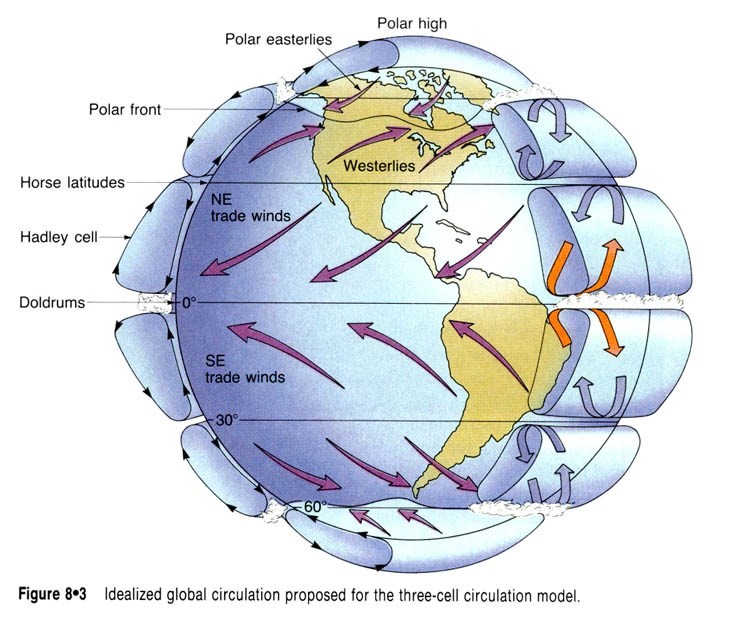 Polar high
Polar easterlies
Polar front
Westerlies
Horse latitudes
NE
trade winds
Hadley cell
Doldrums
0°
SE
trade winds
30°
60°
Figure 8•3 Idealized global circulation proposed for the three-cell circulation model.